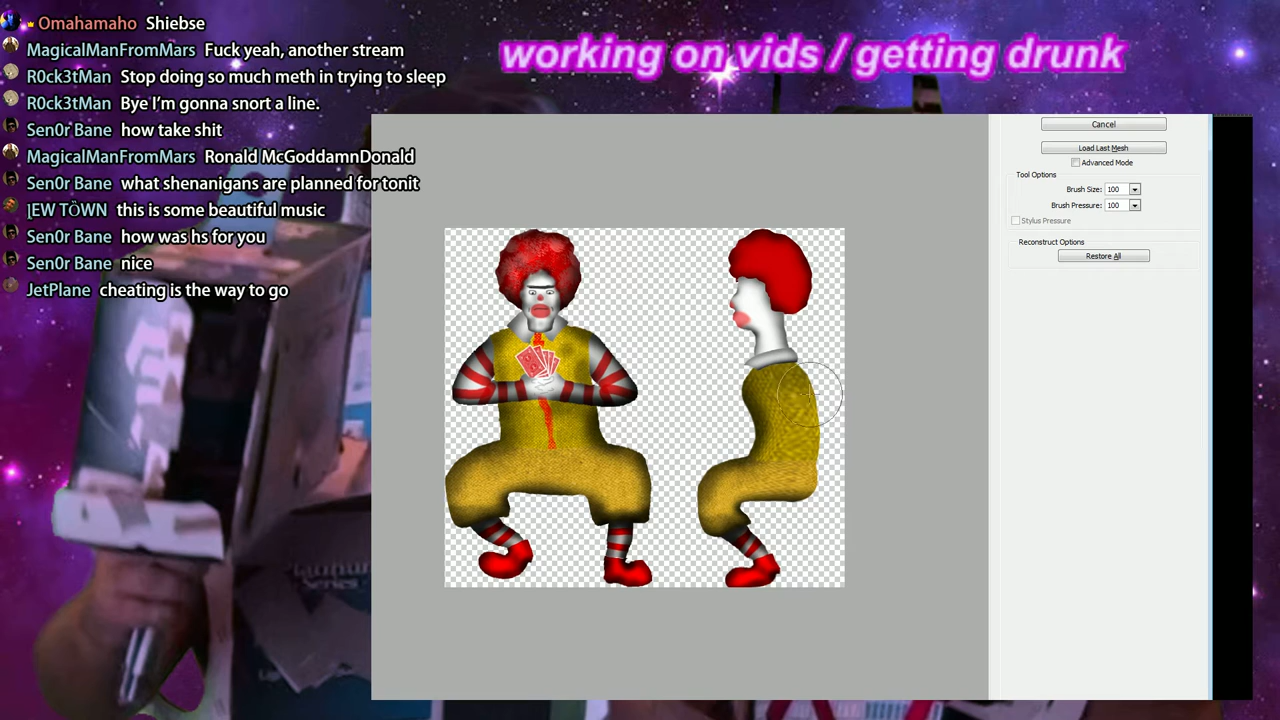 Omahamaho Shiebse
MagicalManFromMars Fuck yeah, another stream
R0ck3tMan Stop doing so much meth in trying to sleep
R0ck3tMan Bye I'm gonna snort a line.
Sen0r Bane how take shit
MagicalManFromMars Ronald McGoddamnDonald
Sen0r Bane what shenanigans are planned for tonit
]EW TȌWN this is some beautiful music
Sen0r Bane how was hs for you
Sen0r Bane nice
JetPlane cheating is the way to go
working on vids / getting drunk
Cancel
Load Last Mesh
Advanced Mode
Tool Options
Brush Size: 100
Brush Pressure: 100
Stylus Pressure
Reconstruct Options
Restore All
Series